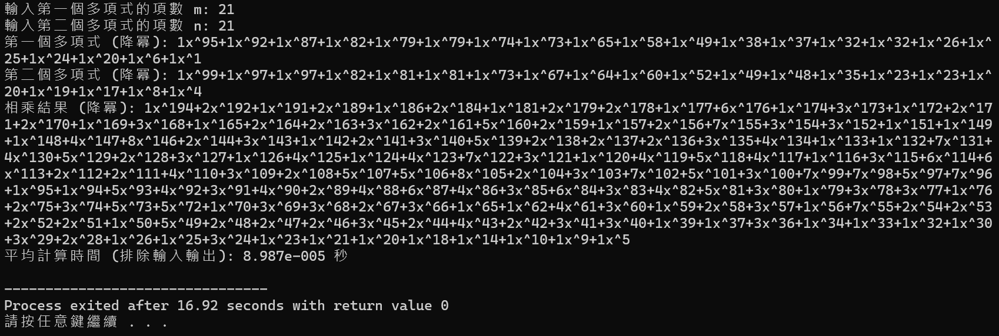 輸入第一個多項式的項數 m: 21
輸入第二個多項式的項數 n: 21
第一個多項式 (降冪): 1x^95+1x^92+1x^87+1x^82+1x^79+1x^79+1x^74+1x^73+1x^65+1x^58+1x^49+1x^38+1x^37+1x^32+1x^32+1x^26+1x^
25+1x^24+1x^20+1x^6+1x^1
第二個多項式 (降冪): 1x^99+1x^97+1x^97+1x^82+1x^81+1x^81+1x^73+1x^67+1x^64+1x^60+1x^52+1x^49+1x^48+1x^35+1x^23+1x^23+1x^
20+1x^19+1x^17+1x^8+1x^4
相乘結果 (降冪): 1x^194+2x^192+1x^191+2x^189+1x^186+2x^184+1x^181+2x^179+2x^178+1x^177+6x^176+1x^174+3x^173+1x^172+2x^17
1+2x^170+1x^169+3x^168+1x^165+2x^164+2x^163+3x^162+2x^161+5x^160+2x^159+1x^157+2x^156+7x^155+3x^154+3x^152+1x^151+1x^149
+1x^148+4x^147+8x^146+2x^144+3x^143+1x^142+2x^141+3x^140+5x^139+2x^138+2x^137+2x^136+3x^135+4x^134+1x^133+1x^132+7x^131+
4x^130+5x^129+2x^128+3x^127+1x^126+4x^125+1x^124+4x^123+7x^122+3x^121+1x^120+4x^119+5x^118+4x^117+1x^116+3x^115+6x^114+6
x^113+2x^112+2x^111+4x^110+3x^109+2x^108+5x^107+5x^106+8x^105+2x^104+3x^103+7x^102+5x^101+3x^100+7x^99+7x^98+5x^97+7x^96
+1x^95+1x^94+5x^93+4x^92+3x^91+4x^90+2x^89+4x^88+6x^87+4x^86+3x^85+6x^84+3x^83+4x^82+5x^81+3x^80+1x^79+3x^78+3x^77+1x^76
+2x^75+3x^74+5x^73+5x^72+1x^70+3x^69+3x^68+2x^67+3x^66+1x^65+1x^62+4x^61+3x^60+1x^59+2x^58+3x^57+1x^56+7x^55+2x^54+2x^53
+2x^52+2x^51+1x^50+5x^49+2x^48+2x^47+2x^46+3x^45+2x^44+4x^43+2x^42+3x^41+3x^40+1x^39+1x^37+3x^36+1x^34+1x^33+1x^32+1x^30
+3x^29+2x^28+1x^26+1x^25+3x^24+1x^23+1x^21+1x^20+1x^18+1x^14+1x^10+1x^9+1x^5
平均計算時間 (排除輸入輸出): 8.987e-005 秒
--------------------------------
Process exited after 16.92 seconds with return value 0
請按任意鍵繼續 . . .